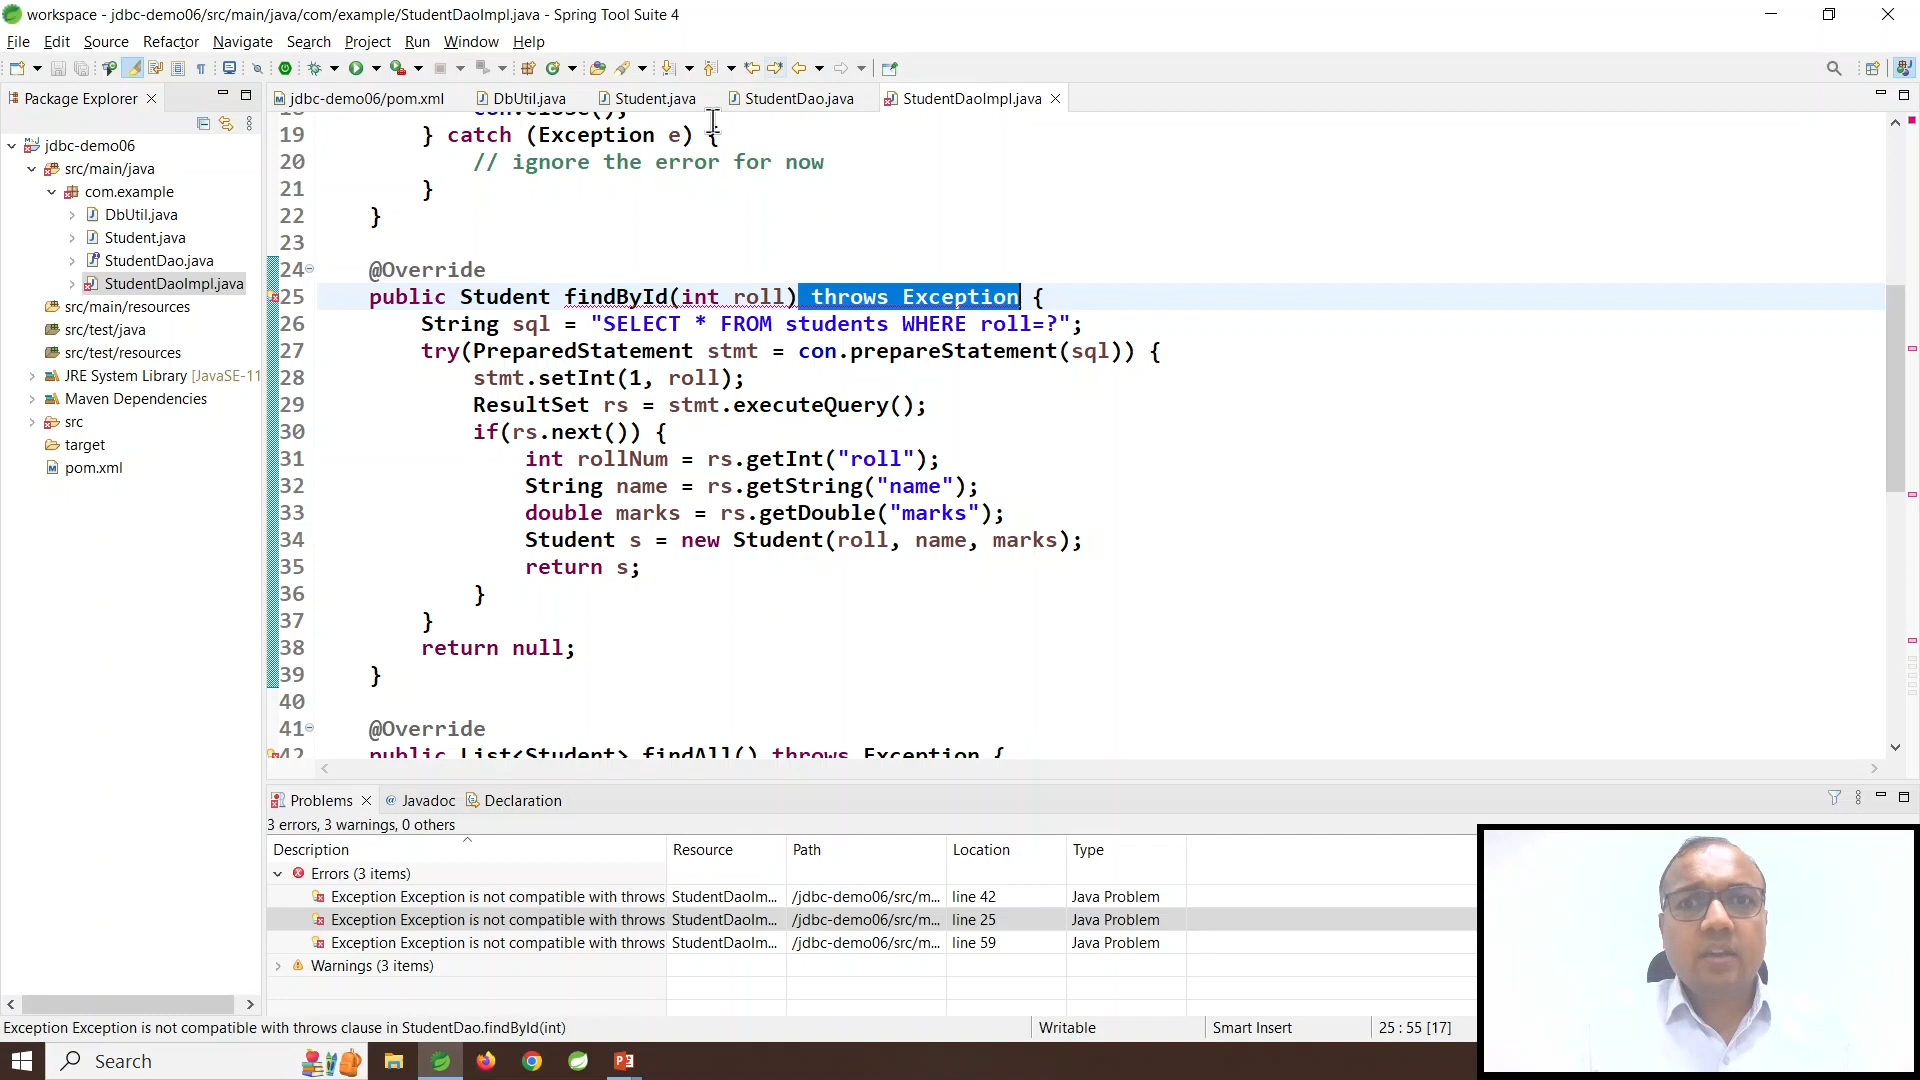 workspace - jdbc-demo06/src/main/java/com/example/StudentDaoImpl.java - Spring Tool Suite 4
File Edit Source Refactor Navigate Search Project Run Window Help
Package Explorer
jdbc-demo06/pom.xml DbUtil.java Student.java StudentDao.java StudentDaoImpl.java
jdbc-demo06
src/main/java
com.example
DbUtil.java
Student.java
StudentDao.java
StudentDaoImpl.java
src/main/resources
src/test/java
src/test/resources
JRE System Library [JavaSE-11
Maven Dependencies
src
target
pom.xml
18 con.close();
19 } catch (Exception e) {
20 // ignore the error for now
21 }
22 }
23
24 @Override
25 public Student findById(int roll) throws Exception {
26 String sql = "SELECT * FROM students WHERE roll=?";
27 try(PreparedStatement stmt = con.prepareStatement(sql)) {
28 stmt.setInt(1, roll);
29 ResultSet rs = stmt.executeQuery();
30 if(rs.next()) {
31 int rollNum = rs.getInt("roll");
32 String name = rs.getString("name");
33 double marks = rs.getDouble("marks");
34 Student s = new Student(roll, name, marks);
35 return s;
36 }
37 }
38 return null;
39 }
40
41 @Override
42 public List<Student> findAll() throws Exception {
Problems @ Javadoc Declaration
3 errors, 3 warnings, 0 others
Description Resource Path Location Type
Errors (3 items)
Exception Exception is not compatible with throws StudentDaoIm... /jdbc-demo06/src/m... line 42 Java Problem
Exception Exception is not compatible with throws StudentDaoIm... /jdbc-demo06/src/m... line 25 Java Problem
Exception Exception is not compatible with throws StudentDaoIm... /jdbc-demo06/src/m... line 59 Java Problem
Warnings (3 items)
Exception Exception is not compatible with throws clause in StudentDao.findById(int) Writable Smart Insert 25 : 55 [17]
Search